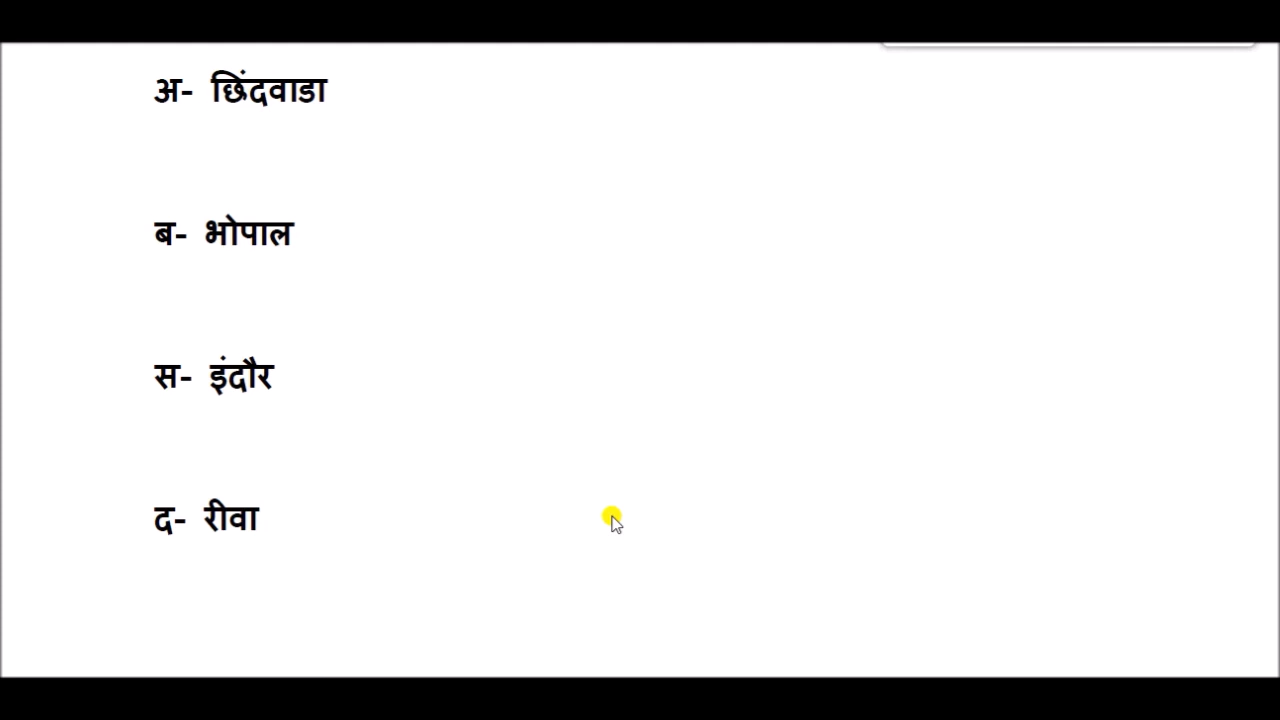 अ- छिंदवाडा
ब- भोपाल
स- इंदौर
द- रीवा